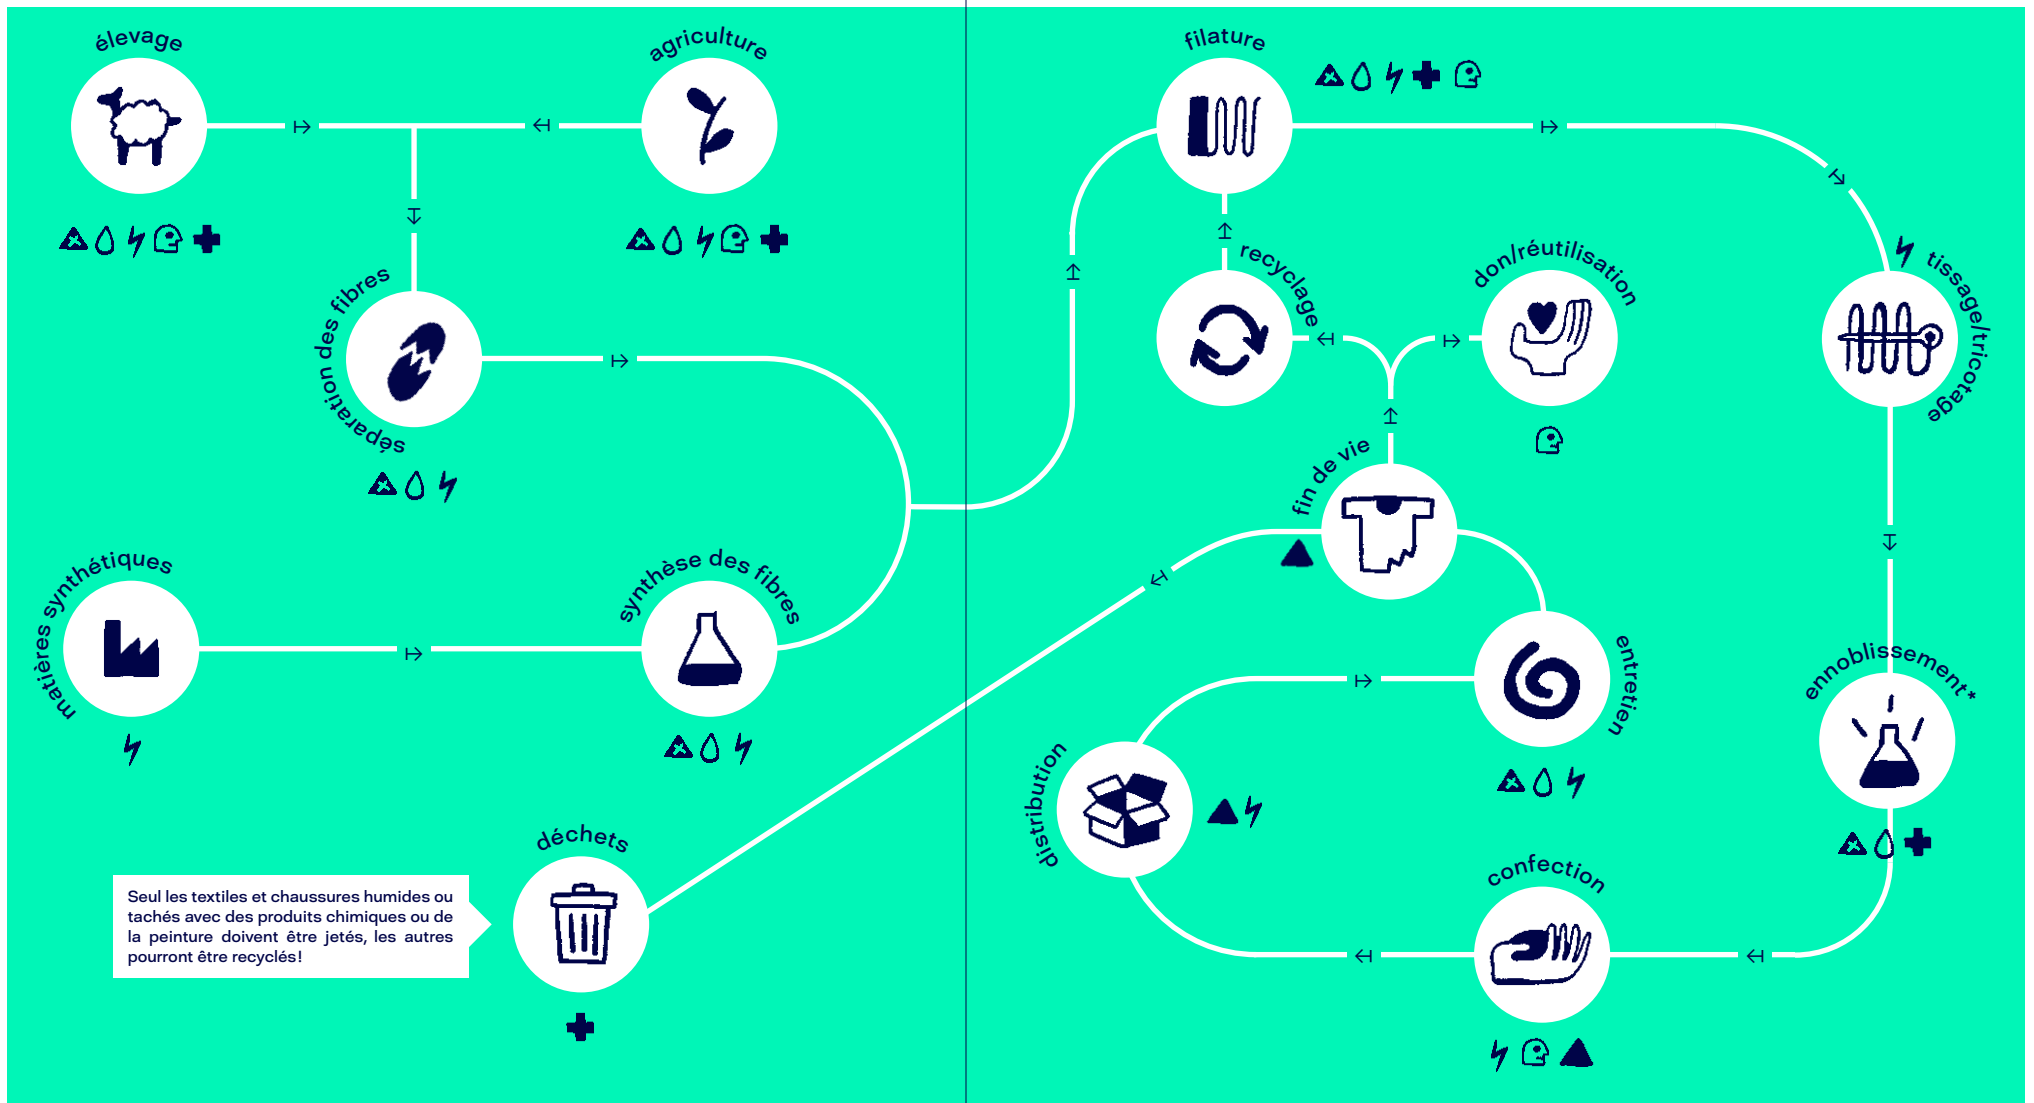 élevage
agriculture
filature
séparation des fibres
recyclage
don/réutilisation
tissage/tricotage
fin de vie
matières synthétiques
synthèse des fibres
entretien
ennoblissement*
distribution
déchets
confection
Seul les textiles et chaussures humides ou
tachés avec des produits chimiques ou de
la peinture doivent être jetés, les autres
pourront être recyclés!